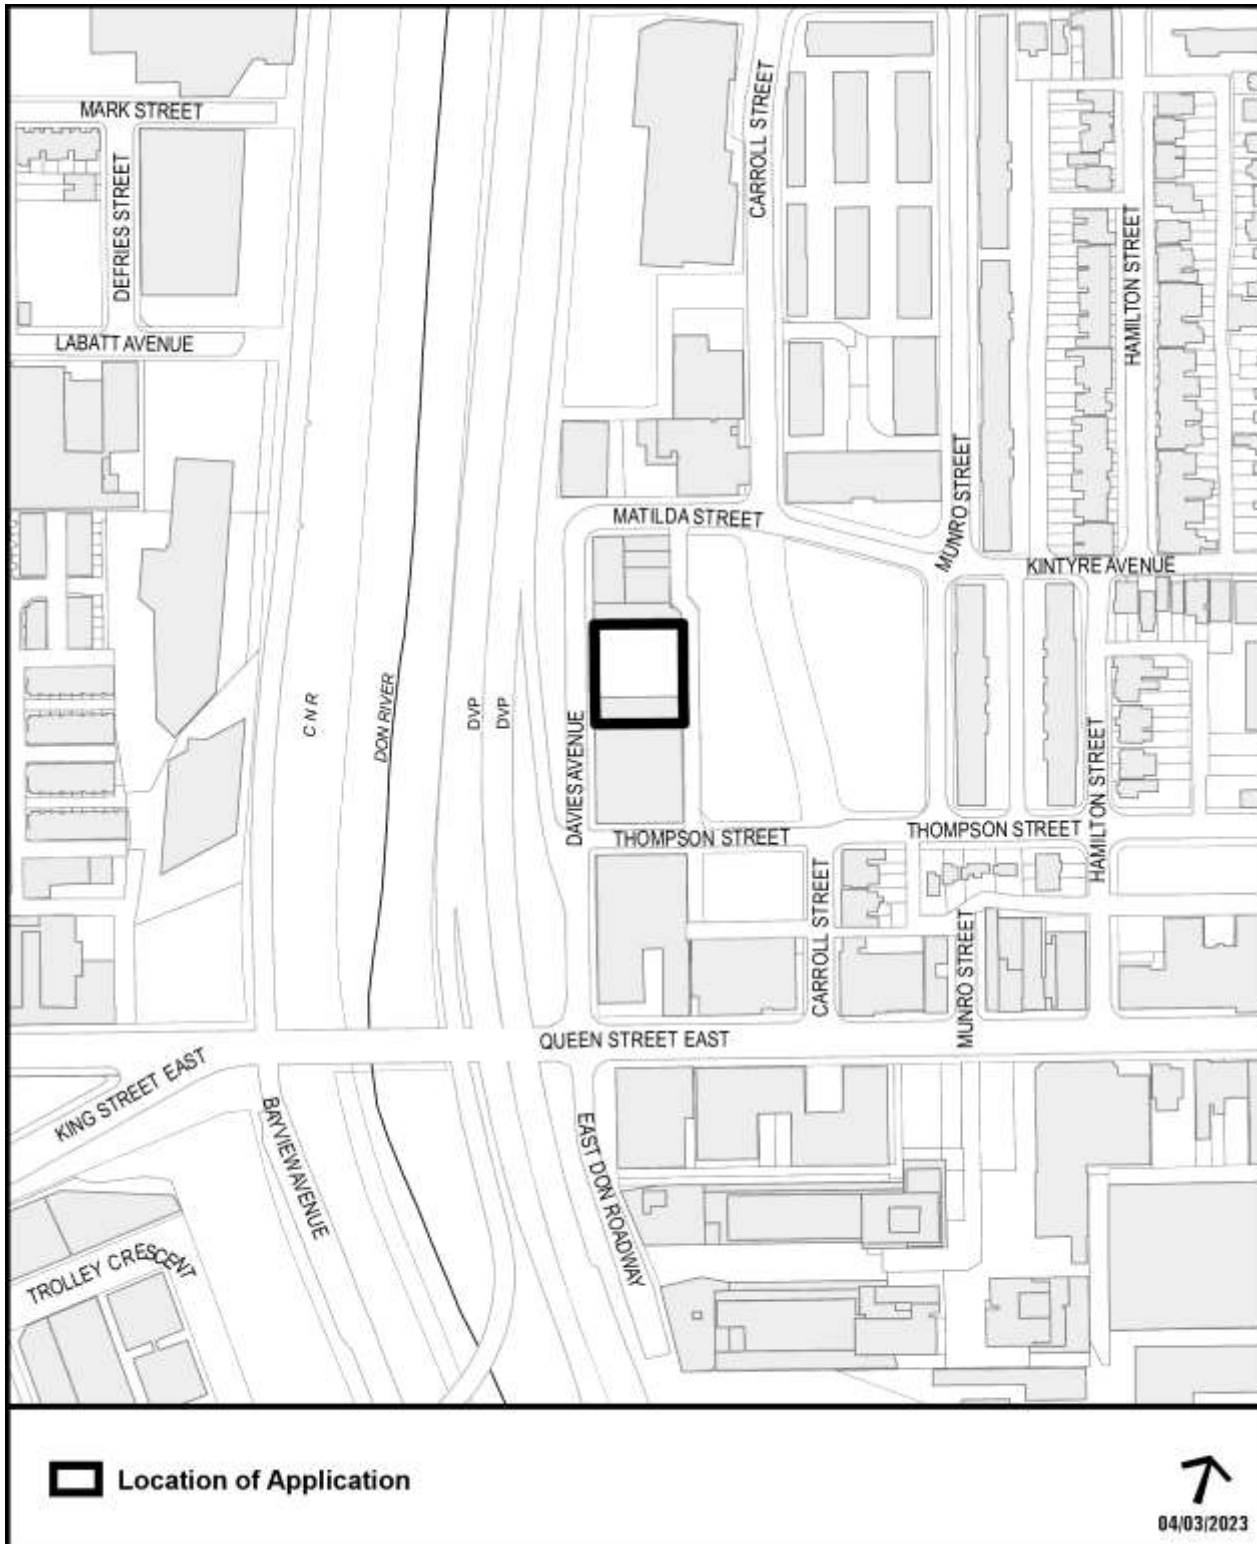 MARK STREET
CARROLL STREET
DEFRIES STREET
HAMILTON STREET
LABATT AVENUE
MUNRO STREET
MATILDA STREET
KINTYRE AVENUE
CNR
DON RIVER
DVP
DVP
DAVIES AVENUE
HAMILTON STREET
THOMPSON STREET
THOMPSON STREET
CARROLL STREET
MUNRO STREET
QUEEN STREET EAST
KING STREET EAST
BAYVIEW AVENUE
EAST DON ROADWAY
TROLLEY CRESCENT
Location of Application
04/03/2023